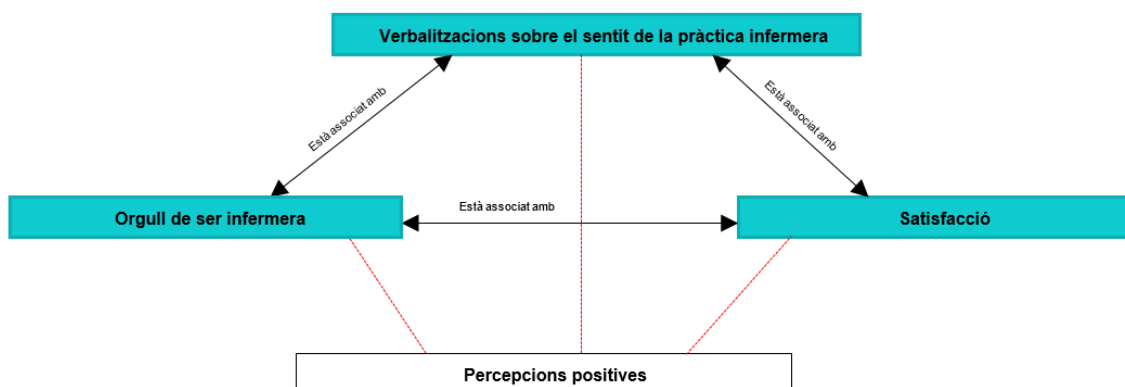 Verbalitzacions sobre el sentit de la pràctica infermera
Està associat amb
Està associat amb
Orgull de ser infermera
Està associat amb
Satisfacció
Percepcions positives